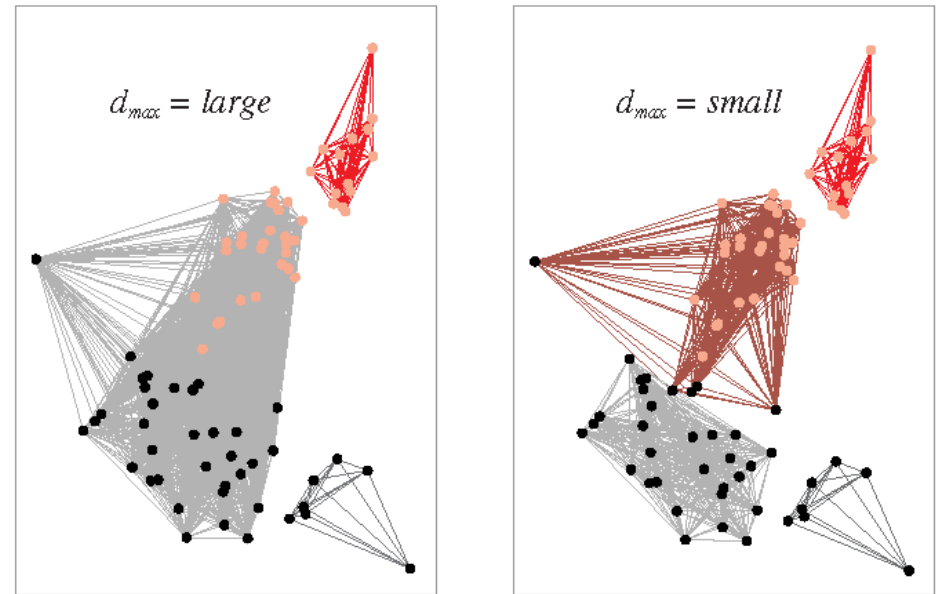 d_max = large
d_max = small